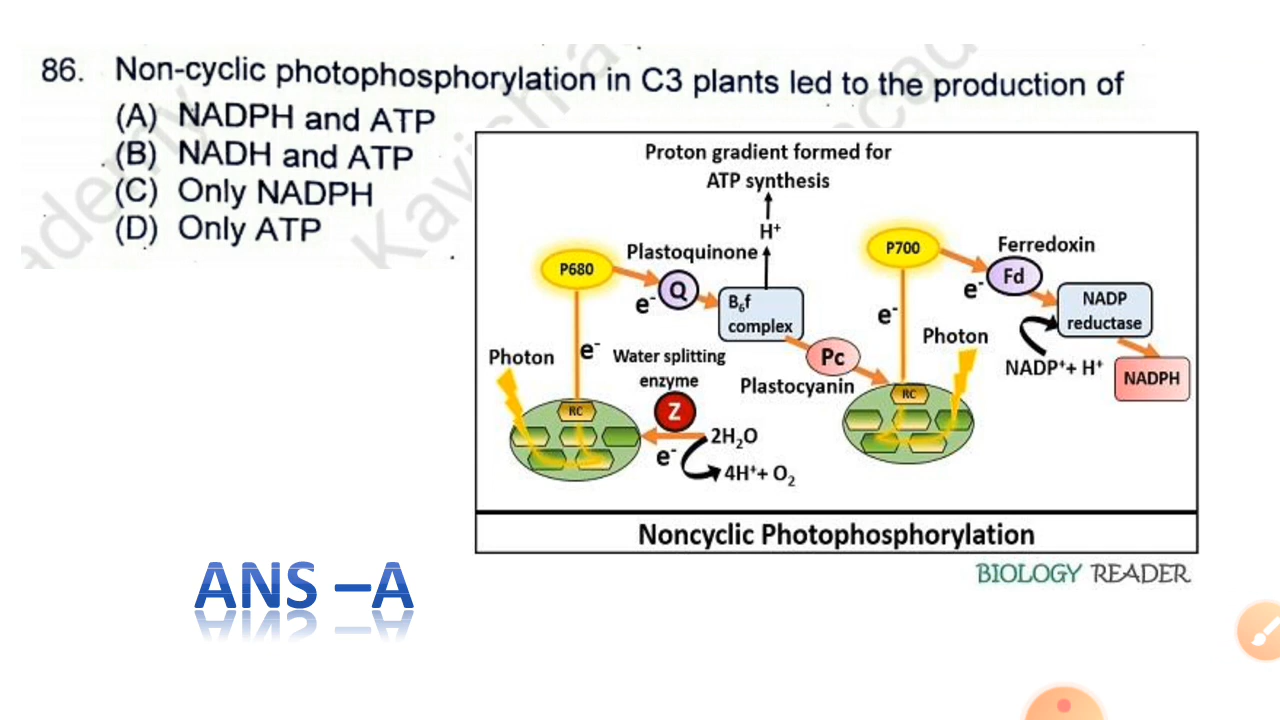 86. Non-cyclic photophosphorylation in C3 plants led to the production of
(A) NADPH and ATP
(B) NADH and ATP
(C) Only NADPH
(D) Only ATP
Proton gradient formed for
ATP synthesis
H⁺
Plastoquinone
P680
Q
e⁻
B₆f
complex
Pc
Plastocyanin
P700
Ferredoxin
Fd
e⁻
NADP
reductase
e⁻
Photon
NADP⁺+ H⁺
NADPH
Photon
e⁻
Water splitting
enzyme
Z
RC
RC
2H₂O
e⁻
4H⁺+ O₂
Noncyclic Photophosphorylation
BIOLOGY READER
ANS –A